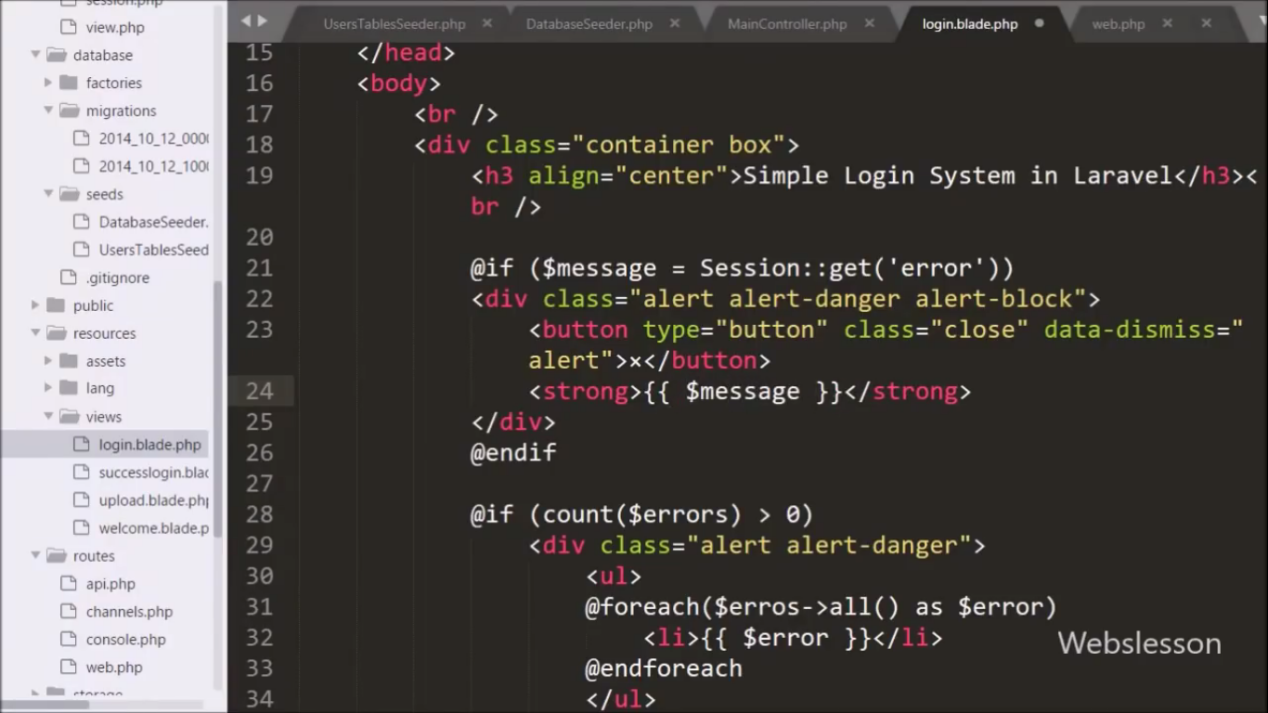 session.php
view.php
database
factories
migrations
2014_10_12_000
2014_10_12_100
seeds
DatabaseSeeder.
UsersTablesSeed
.gitignore
public
resources
assets
lang
views
login.blade.php
successlogin.blad
upload.blade.php
welcome.blade.p
routes
api.php
channels.php
console.php
web.php
storage
UsersTablesSeeder.php × DatabaseSeeder.php × MainController.php × login.blade.php web.php × ×
15 </head>
16 <body>
17 <br />
18 <div class="container box">
19 <h3 align="center">Simple Login System in Laravel</h3><
br />
20
21 @if ($message = Session::get('error'))
22 <div class="alert alert-danger alert-block">
23 <button type="button" class="close" data-dismiss="
alert">×</button>
24 <strong>{{ $message }}</strong>
25 </div>
26 @endif
27
28 @if (count($errors) > 0)
29 <div class="alert alert-danger">
30 <ul>
31 @foreach($erros->all() as $error)
32 <li>{{ $error }}</li>
33 @endforeach
34 </ul>
Webslesson